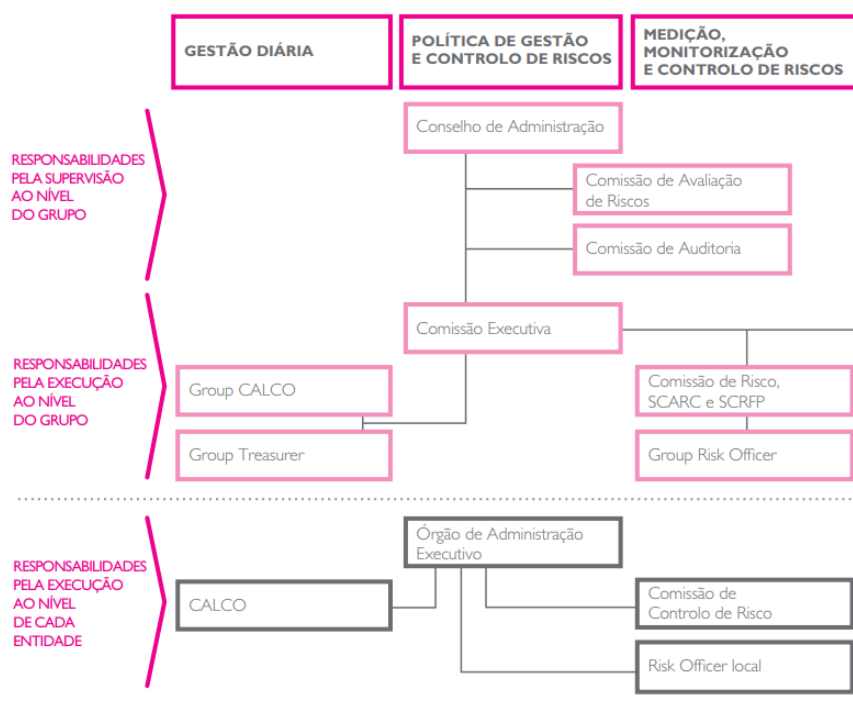 GESTÃO DIÁRIA
POLÍTICA DE GESTÃO
E CONTROLO DE RISCOS
MEDIÇÃO,
MONITORIZAÇÃO
E CONTROLO DE RISCOS
RESPONSABILIDADES
PELA SUPERVISÃO
AO NÍVEL
DO GRUPO
Conselho de Administração
Comissão de Avaliação
de Riscos
Comissão de Auditoria
RESPONSABILIDADES
PELA EXECUÇÃO
AO NÍVEL
DO GRUPO
Comissão Executiva
Group CALCO
Comissão de Risco,
SCARC e SCRFP
Group Treasurer
Group Risk Officer
RESPONSABILIDADES
PELA EXECUÇÃO
AO NÍVEL
DE CADA
ENTIDADE
Órgão de Administração
Executivo
CALCO
Comissão de
Controlo de Risco
Risk Officer local